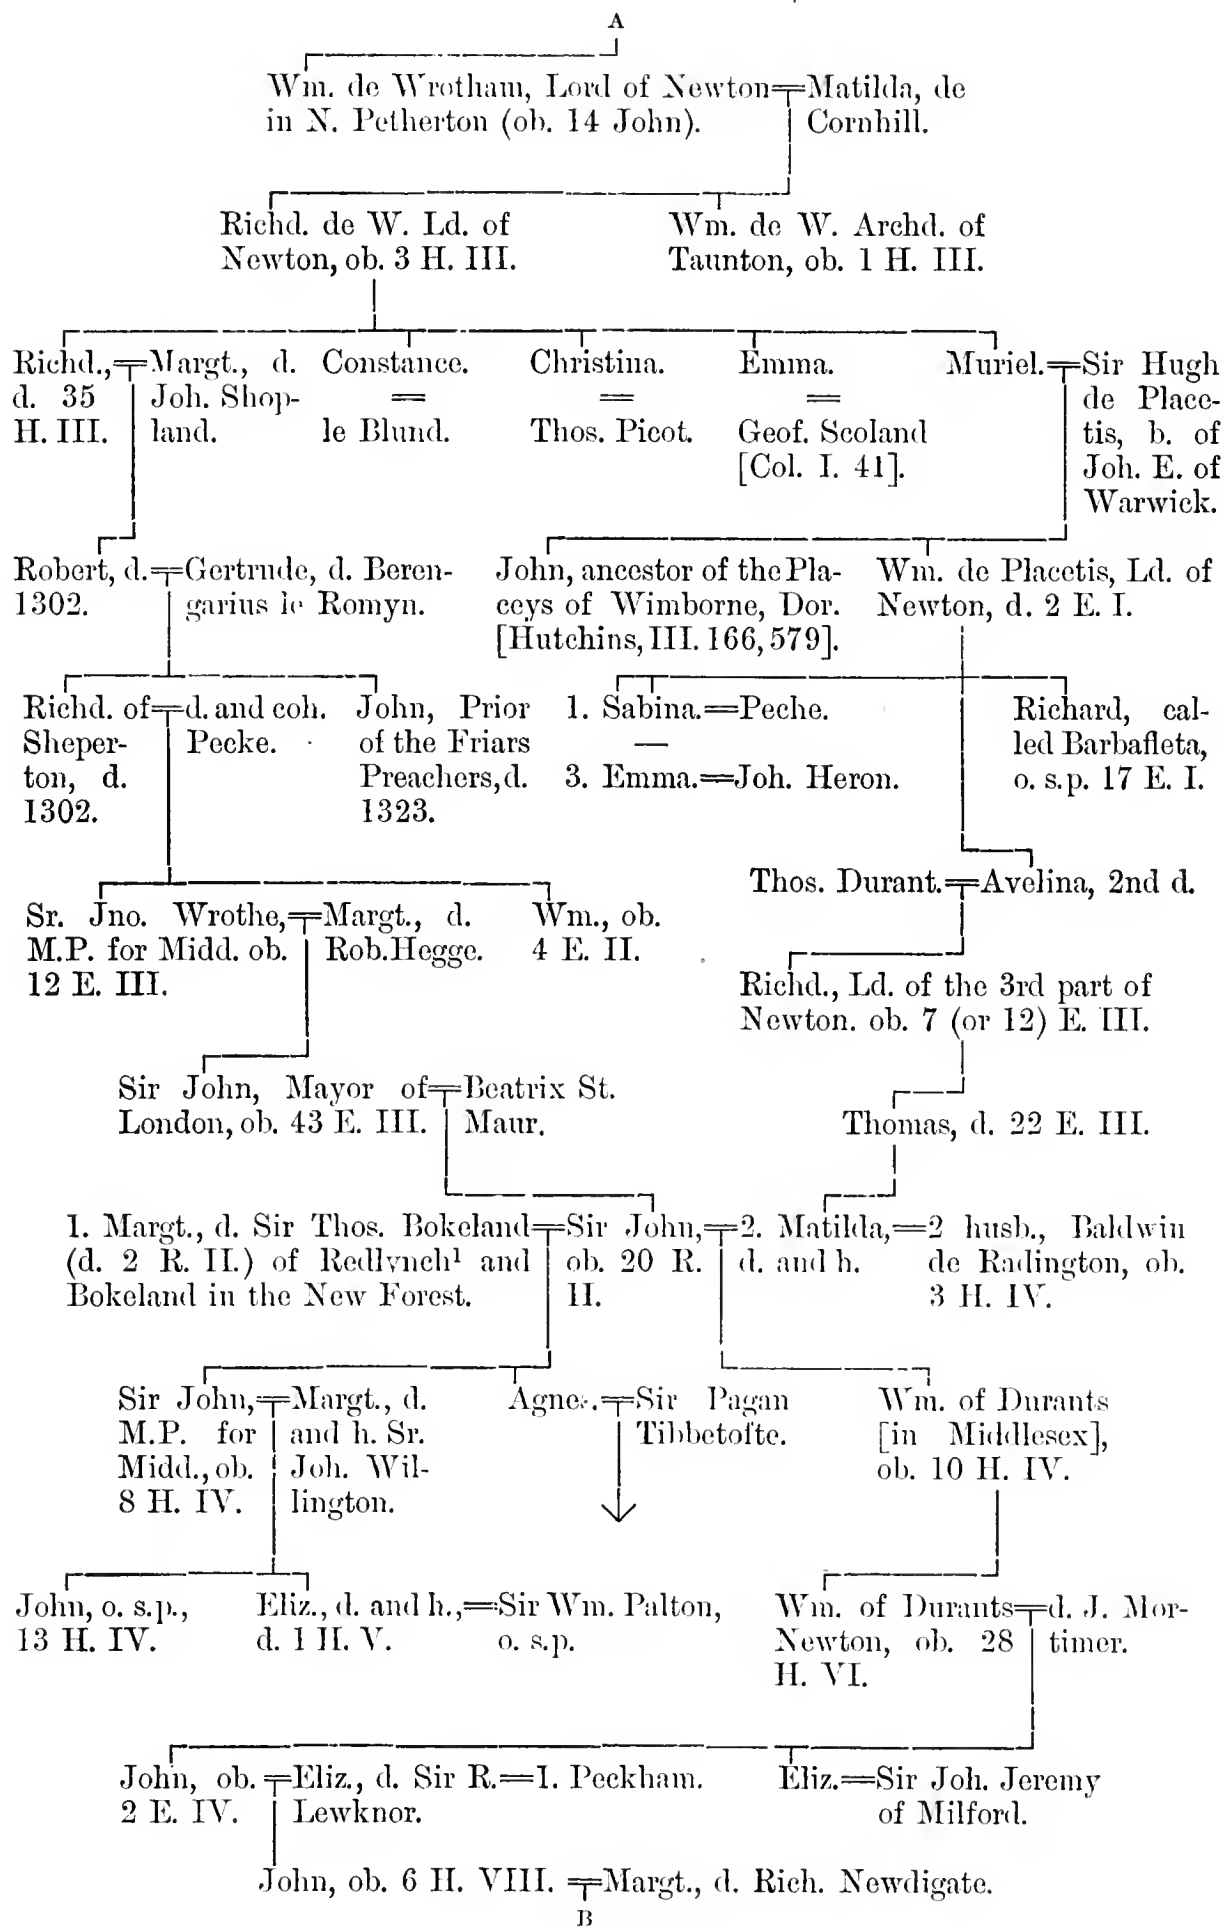 A
Wm. de Wrotham, Lord of Newton=Matilda, de
in N. Petherton (ob. 14 John). Cornhill.
Richd. de W. Ld. of
Newton, ob. 3 H. III.
Wm. de W. Archd. of
Taunton, ob. 1 H. III.
Richd.,=Margt., d.
d. 35 Joh. Shop-
H. III. land.
Constance.
=
le Blund.
Christina.
=
Thos. Picot.
Emma.
=
Geof. Scoland
[Col. I. 41].
Muriel.=Sir Hugh
de Place-
tis, b. of
Joh. E. of
Warwick.
Robert, d.=Gertrude, d. Beren-
1302. garius le Romyn.
John, ancestor of the Pla-
ceys of Wimborne, Dor.
[Hutchins, III. 166, 579].
Wm. de Placetis, Ld. of
Newton, d. 2 E. I.
Richd. of=d. and coh.
Sheper- Pecke.
ton, d.
1302.
John, Prior
of the Friars
Preachers, d.
1323.
1. Sabina.=Peche.
—
3. Emma.=Joh. Heron.
Richard, cal-
led Barbafleta,
o. s.p. 17 E. I.
Thos. Durant.=Avelina, 2nd d.
Sr. Jno. Wrothe,=Margt., d.
M.P. for Midd. ob. Rob. Hegge.
12 E. III.
Wm., ob.
4 E. II.
Richd., Ld. of the 3rd part of
Newton. ob. 7 (or 12) E. III.
Sir John, Mayor of=Beatrix St.
London, ob. 43 E. III. Maur.
Thomas, d. 22 E. III.
1. Margt., d. Sir Thos. Bokeland=Sir John,=2. Matilda,=2 husb., Baldwin
(d. 2 R. II.) of Redlynch¹ and ob. 20 R. d. and h. de Radington, ob.
Bokeland in the New Forest. II. 3 H. IV.
Sir John,=Margt., d.
M.P. for and h. Sr.
Midd., ob. Joh. Wil-
8 H. IV. lington.
Agnes.=Sir Pagan
Tibbetofte.
Wm. of Durants
[in Middlesex],
ob. 10 H. IV.
John, o. s.p.,
13 H. IV.
Eliz., d. and h.,=Sir Wm. Palton,
d. 1 H. V. o. s.p.
Wm. of Durants=d. J. Mor-
Newton, ob. 28 timer.
H. VI.
John, ob.=Eliz., d. Sir R.=I. Peckham.
2 E. IV. Lewknor.
Eliz.=Sir Joh. Jeremy
of Milford.
John, ob. 6 H. VIII. =Margt., d. Rich. Newdigate.
B